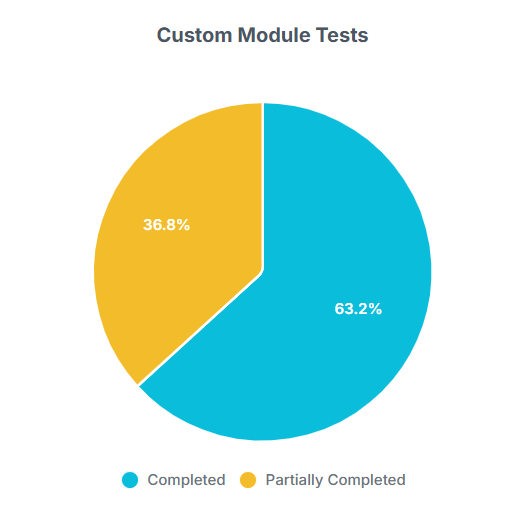 Custom Module Tests
36.8%
63.2%
Completed Partially Completed